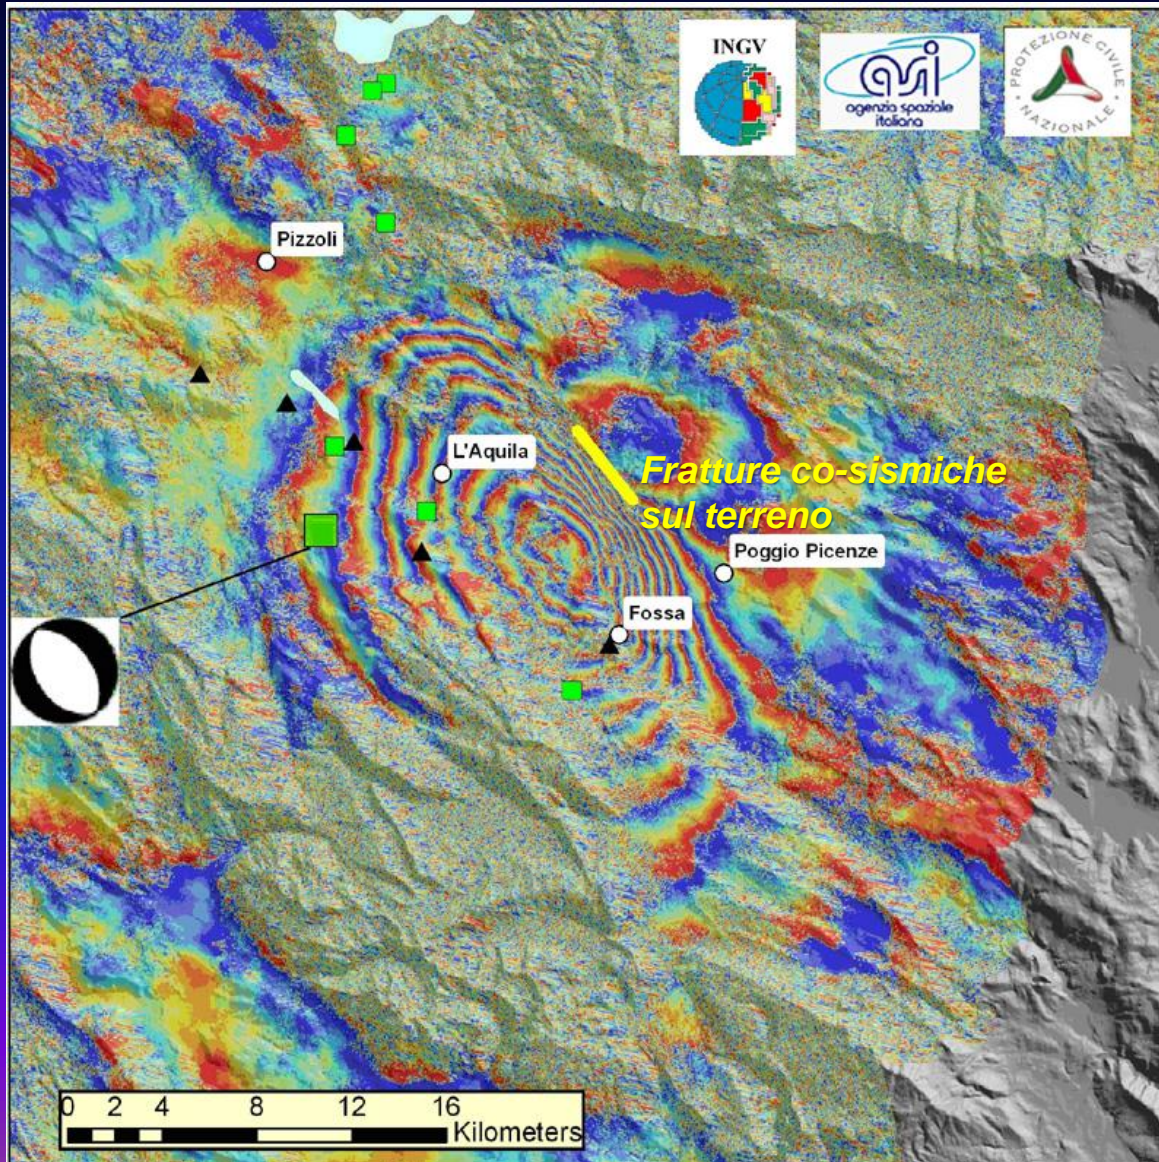 INGV
asi
agenzia spaziale
italiana
PROTEZIONE CIVILE
NAZIONALE
Pizzoli
L'Aquila
Fratture co-sismiche
sul terreno
Poggio Picenze
Fossa
0 2 4 8 12 16
Kilometers